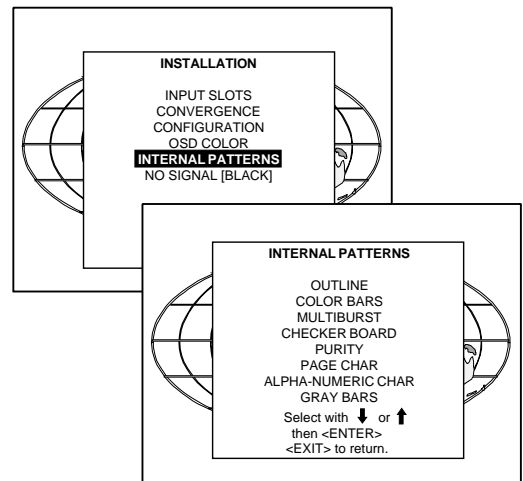 INSTALLATION
INPUT SLOTS
CONVERGENCE
CONFIGURATION
OSD COLOR
INTERNAL PATTERNS
NO SIGNAL [BLACK]
INTERNAL PATTERNS
OUTLINE
COLOR BARS
MULTIBURST
CHECKER BOARD
PURITY
PAGE CHAR
ALPHA-NUMERIC CHAR
GRAY BARS
Select with ⬇ or ⬆
then <ENTER>
<EXIT> to return.